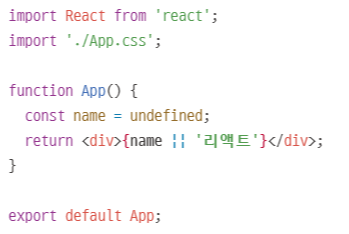 import React from 'react';
import './App.css';

function App() {
  const name = undefined;
  return <div>{name || '리액트'}</div>;
}

export default App;